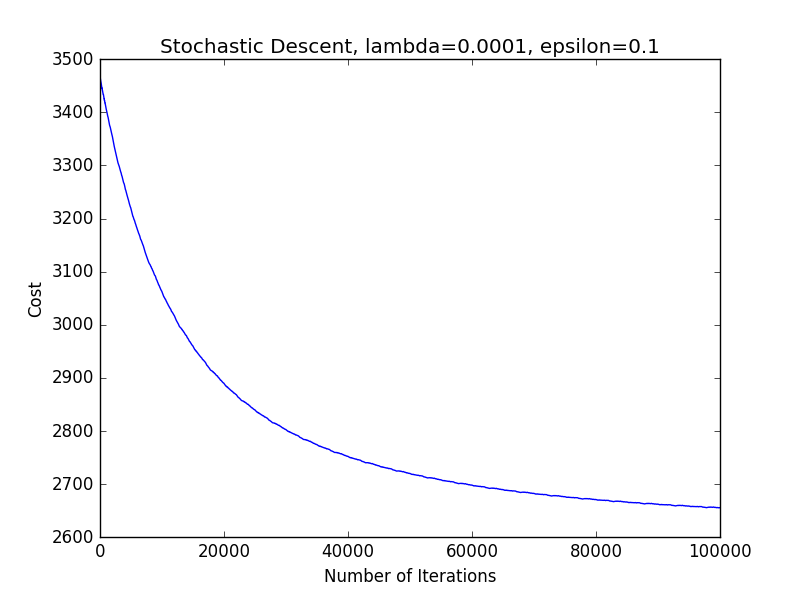 Stochastic Descent, lambda=0.0001, epsilon=0.1
3500
3400
3300
3200
3100
3000
2900
2800
2700
2600
Cost
0 20000 40000 60000 80000 100000
Number of Iterations